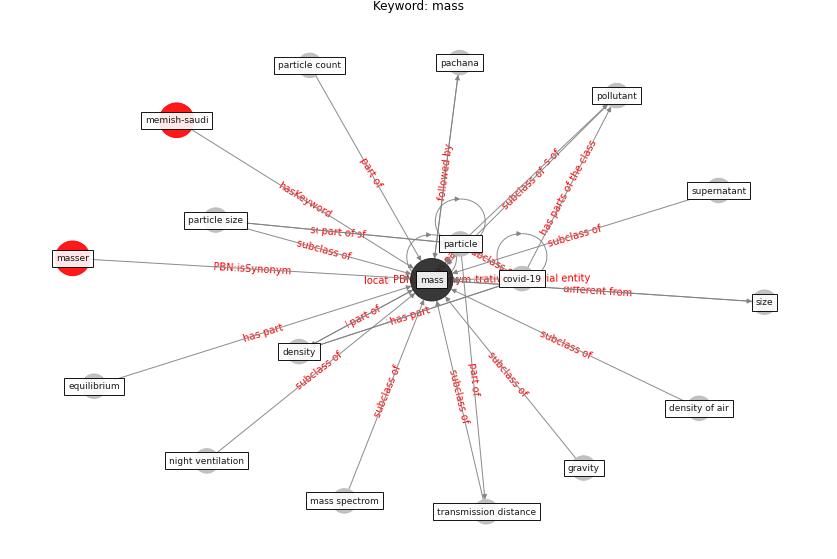 Keyword: mass
particle count
pachana
pollutant
memish-saudi
part of
followed by
subclass of
s of
has parts of the class
supernatant
hasKeyword
particle size
part of
subclass of
particle
subclass of
masser
PBN:isSynonym
mass
covid-19
locat
ial entity
different from
size
has part
part of
has part
density
subclass of
subclass of
equilibrium
subclass of
subclass of
part of
subclass of
density of air
night ventilation
gravity
mass spectrom
transmission distance